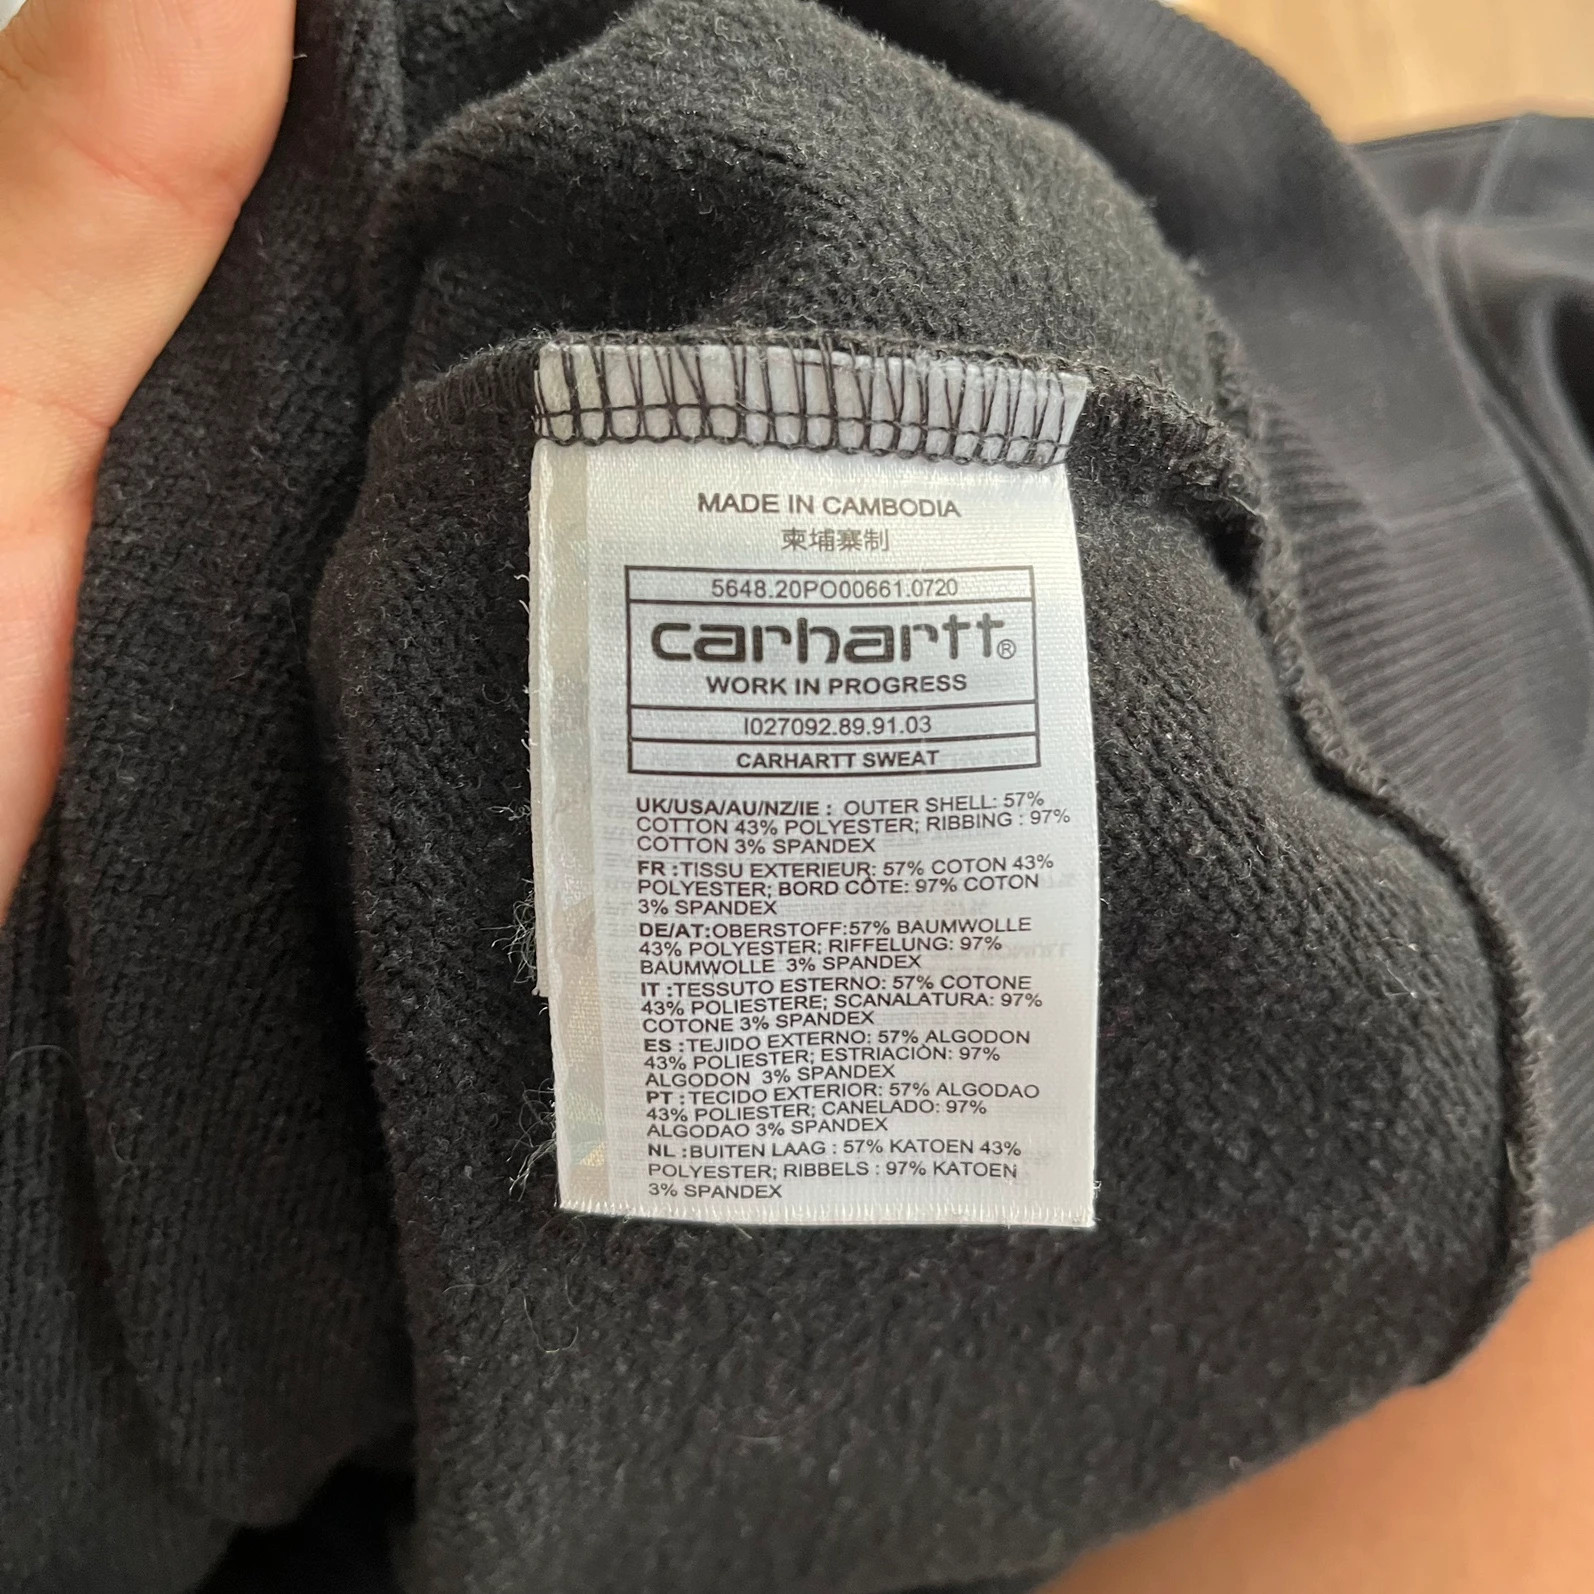 MADE IN CAMBODIA
柬埔寨制
5648.20PO00661.0720
carhartt®
WORK IN PROGRESS
I027092.89.91.03
CARHARTT SWEAT
UK/USA/AU/NZ/IE : OUTER SHELL: 57%
COTTON 43% POLYESTER; RIBBING : 97%
COTTON 3% SPANDEX
FR :TISSU EXTERIEUR: 57% COTON 43%
POLYESTER; BORD CÔTE: 97% COTON
3% SPANDEX
DE/AT:OBERSTOFF:57% BAUMWOLLE
43% POLYESTER; RIFFELUNG: 97%
BAUMWOLLE 3% SPANDEX
IT :TESSUTO ESTERNO: 57% COTONE
43% POLIESTERE; SCANALATURA: 97%
COTONE 3% SPANDEX
ES :TEJIDO EXTERNO: 57% ALGODON
43% POLIESTER; ESTRIACIÒN: 97%
ALGODON 3% SPANDEX
PT :TECIDO EXTERIOR: 57% ALGODAO
43% POLIESTER; CANELADO: 97%
ALGODAO 3% SPANDEX
NL :BUITEN LAAG : 57% KATOEN 43%
POLYESTER; RIBBELS : 97% KATOEN
3% SPANDEX